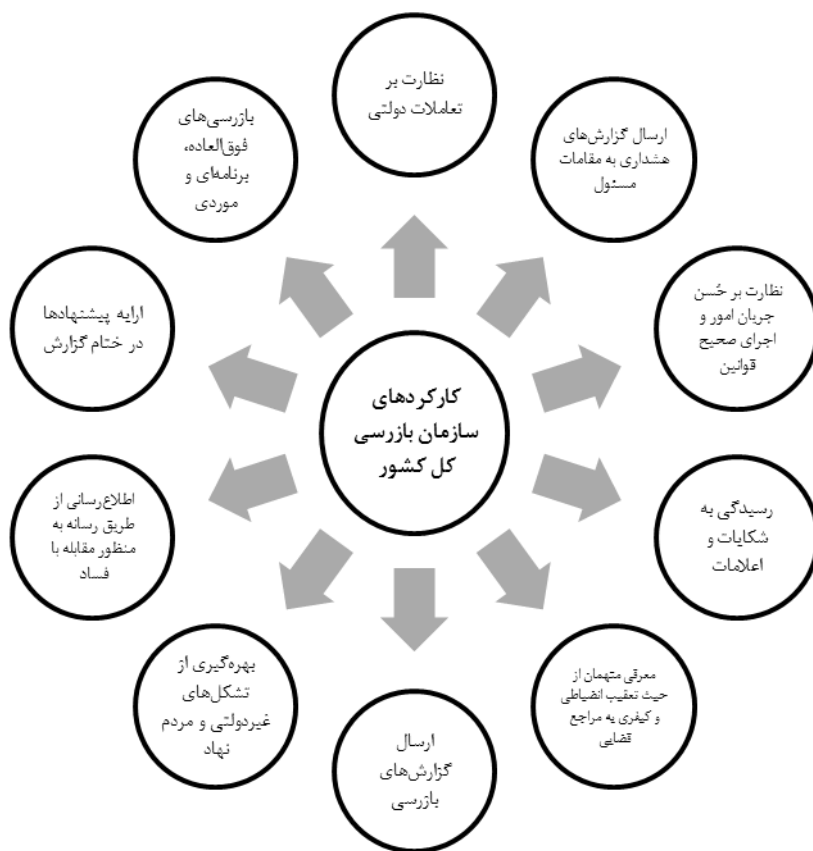 کارکردهای
سازمان بازرسی
کل کشور
نظارت بر
تعاملات دولتی
ارسال گزارش‌های
هشداری به مقامات
مسئول
نظارت بر حُسن
جریان امور و
اجرای صحیح
قوانین
رسیدگی به
شکایات و
اعلامات
معرفی متهمان از
حیث تعقیب انضباطی
و کیفری به مراجع
قضایی
ارسال
گزارش‌های
بازرسی
بهره‌گیری از
تشکل‌های
غیردولتی و مردم
نهاد
اطلاع‌رسانی از
طریق رسانه به
منظور مقابله با
فساد
ارایه پیشنهادها
در ختام گزارش
بازرسی‌های
فوق‌العاده،
برنامه‌ای و
موردی